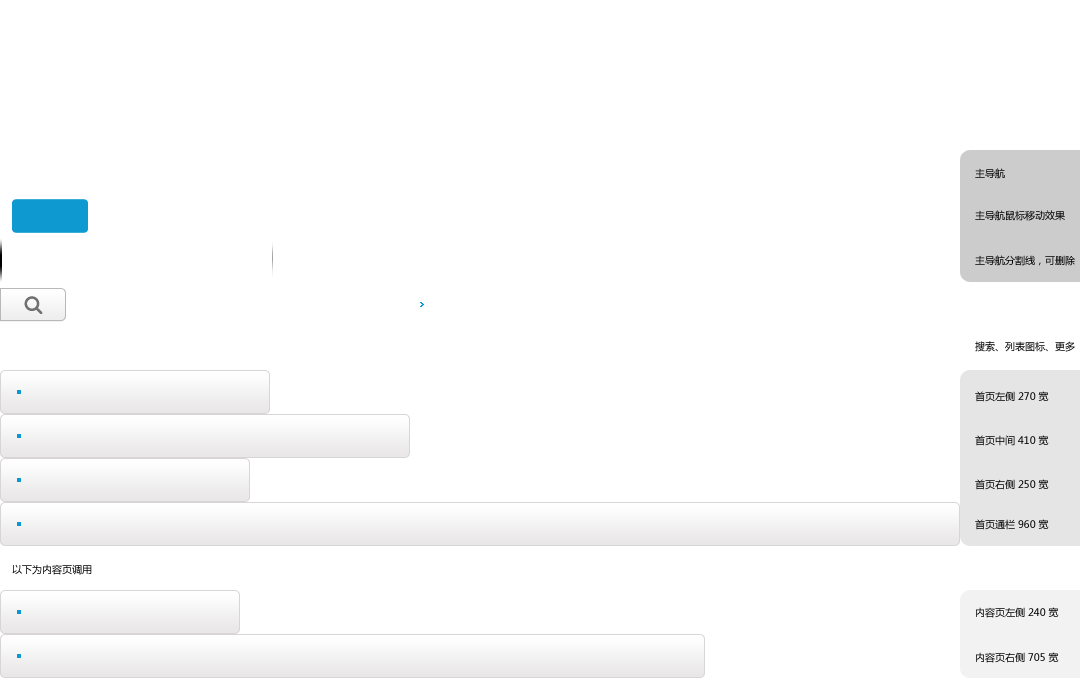 主导航
主导航鼠标移动效果
主导航分割线，可删除
搜索、列表图标、更多
首页左侧 270 宽
首页中间 410 宽
首页右侧 250 宽
首页通栏 960 宽
以下为内容页调用
内容页左侧 240 宽
内容页右侧 705 宽